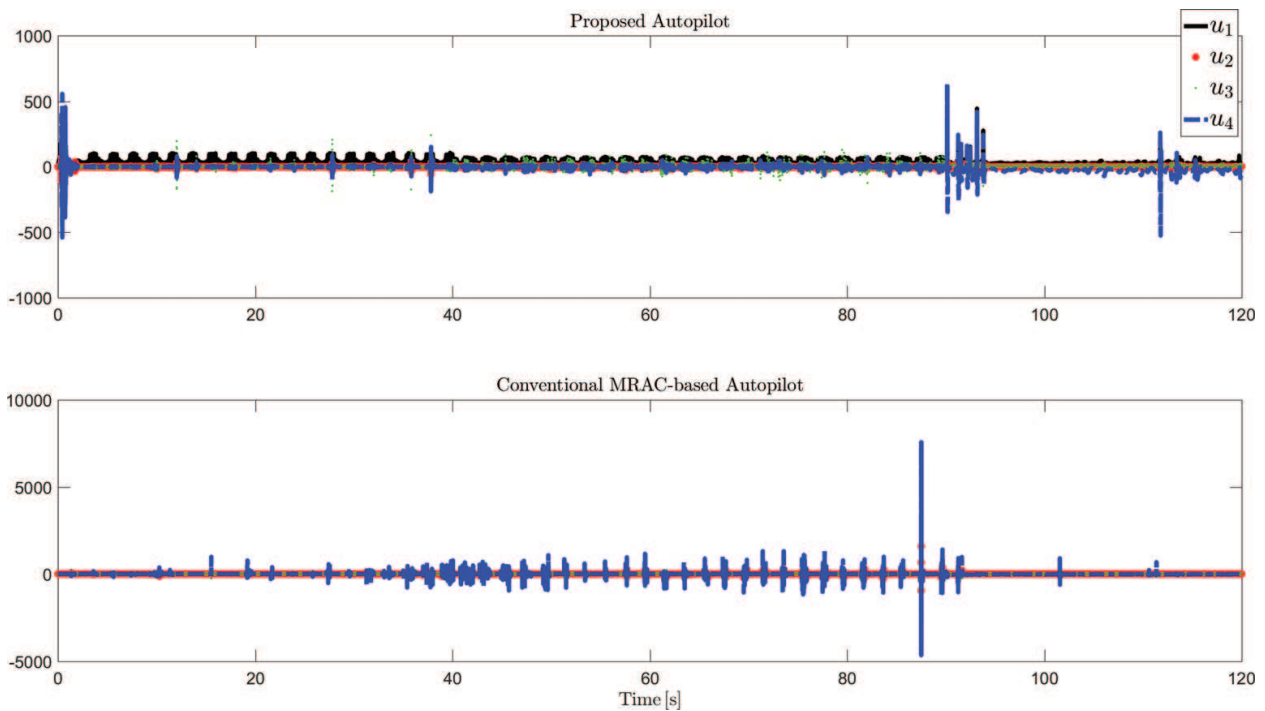 Proposed Autopilot
1000
500
0
-500
-1000
0 20 40 60 80 100 120
u1
u2
u3
u4
Conventional MRAC-based Autopilot
10000
5000
0
-5000
0 20 40 60 80 100 120
Time [s]